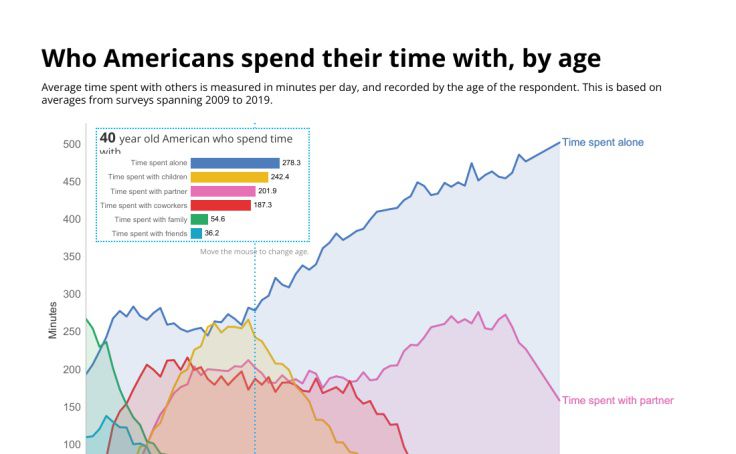 Who Americans spend their time with, by age
Average time spent with others is measured in minutes per day, and recorded by the age of the respondent. This is based on
averages from surveys spanning 2009 to 2019.
500
450
400
350
300
250
200
150
100
Minutes
40 year old American who spend time
with
Time spent alone 278.3
Time spent with children 242.4
Time spent with partner 201.9
Time spent with coworkers 187.3
Time spent with family 54.6
Time spent with friends 36.2
Move the mouse to change age.
Time spent alone
Time spent with partner